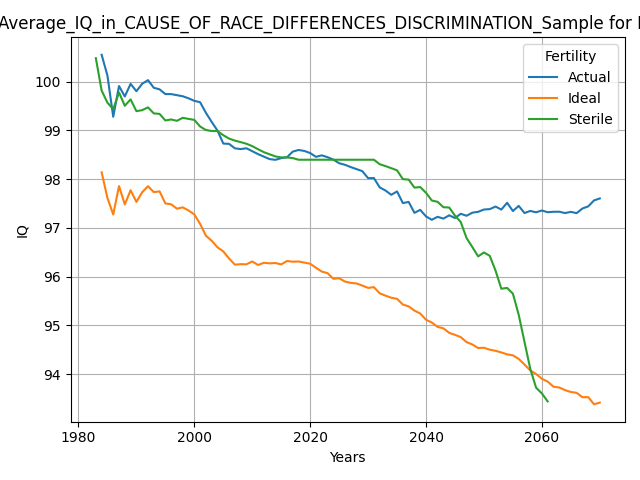 Average_IQ_in_CAUSE_OF_RACE_DIFFERENCES_DISCRIMINATION_Sample for
Fertility
Actual
Ideal
Sterile
IQ
100
99
98
97
96
95
94
1980
2000
2020
2040
2060
Years